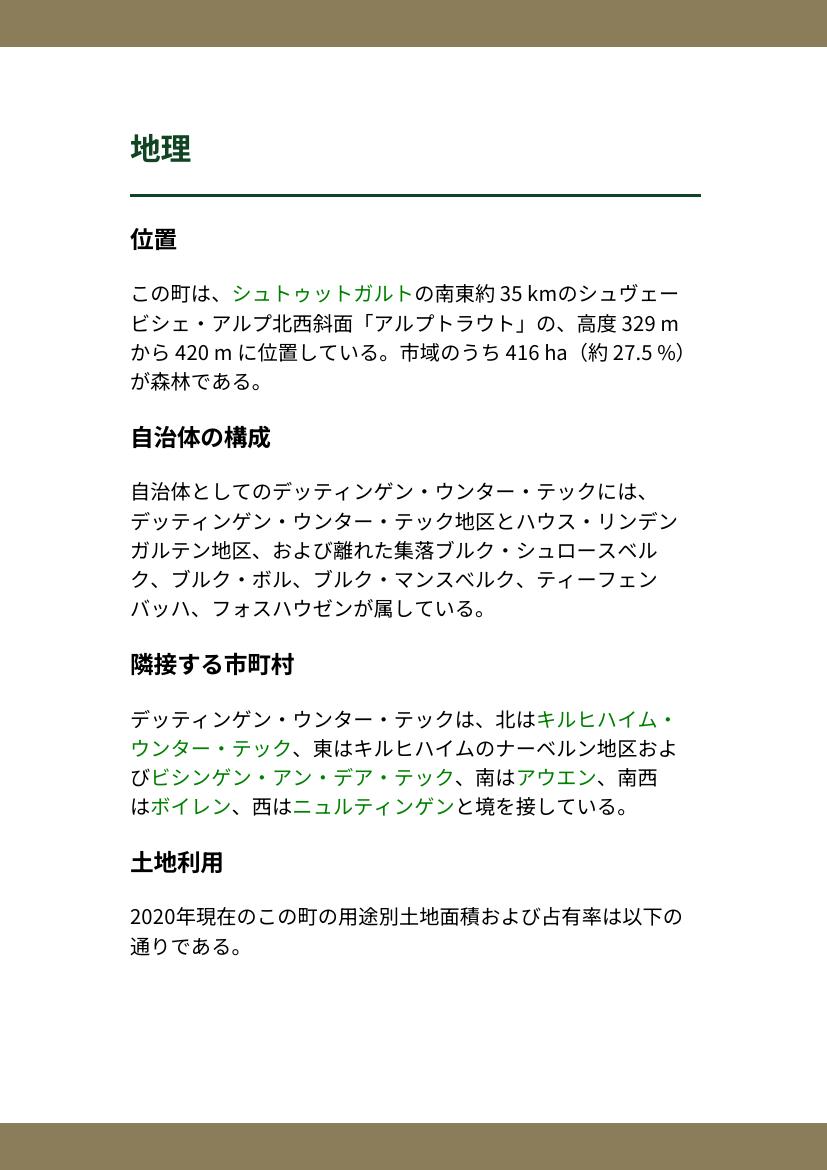 地理
位置
この町は、シュトゥットガルトの南東約 35 kmのシュヴェー
ビシェ・アルプ北西斜面「アルプトラウト」の、高度 329 m
から 420 m に位置している。市域のうち 416 ha（約 27.5 %）
が森林である。
自治体の構成
自治体としてのデッティンゲン・ウンター・テックには、
デッティンゲン・ウンター・テック地区とハウス・リンデン
ガルテン地区、および離れた集落ブルク・シュロースベル
ク、ブルク・ボル、ブルク・マンスベルク、ティーフェン
バッハ、フォスハウゼンが属している。
隣接する市町村
デッティンゲン・ウンター・テックは、北はキルヒハイム・
ウンター・テック、東はキルヒハイムのナーベルン地区およ
びビシンゲン・アン・デア・テック、南はアウエン、南西
はボイレン、西はニュルティンゲンと境を接している。
土地利用
2020年現在のこの町の用途別土地面積および占有率は以下の
通りである。